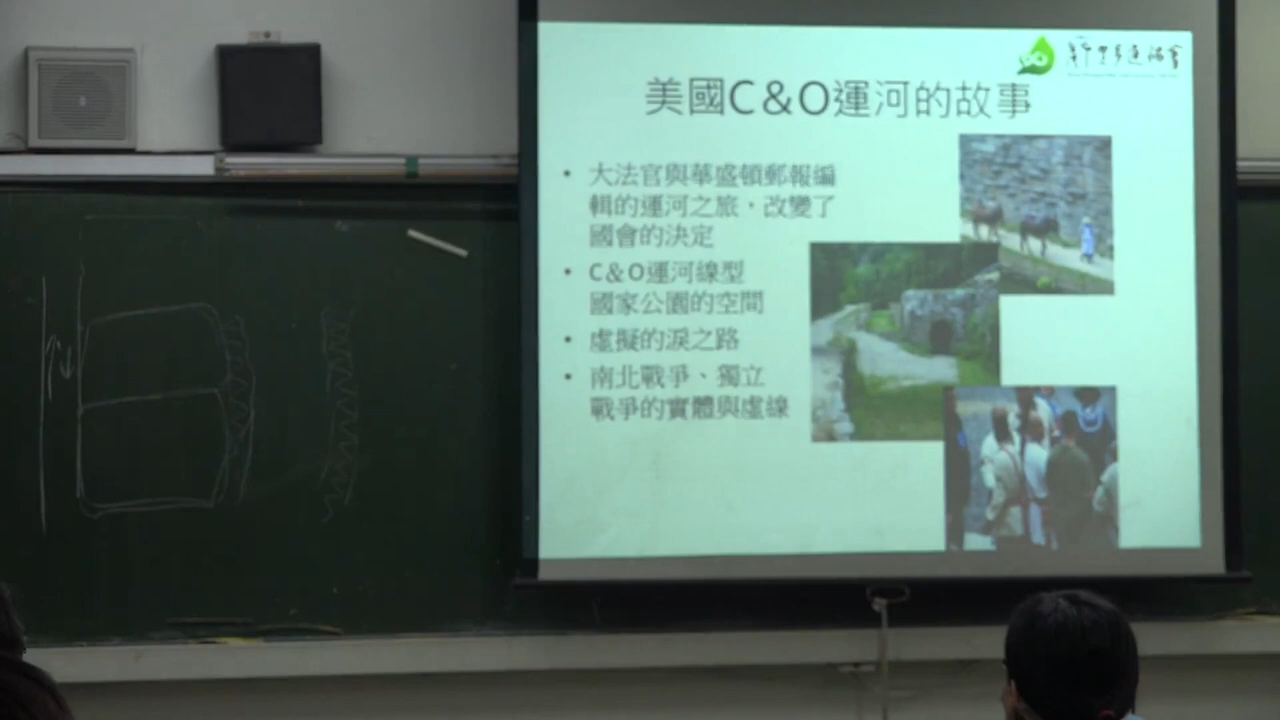 美國C&O運河的故事
• 大法官與華盛頓郵報編
輯的運河之旅，改變了
國會的決定
• C&O運河線型
國家公園的空間
• 虛擬的淚之路
• 南北戰爭、獨立
戰爭的實體與虛線